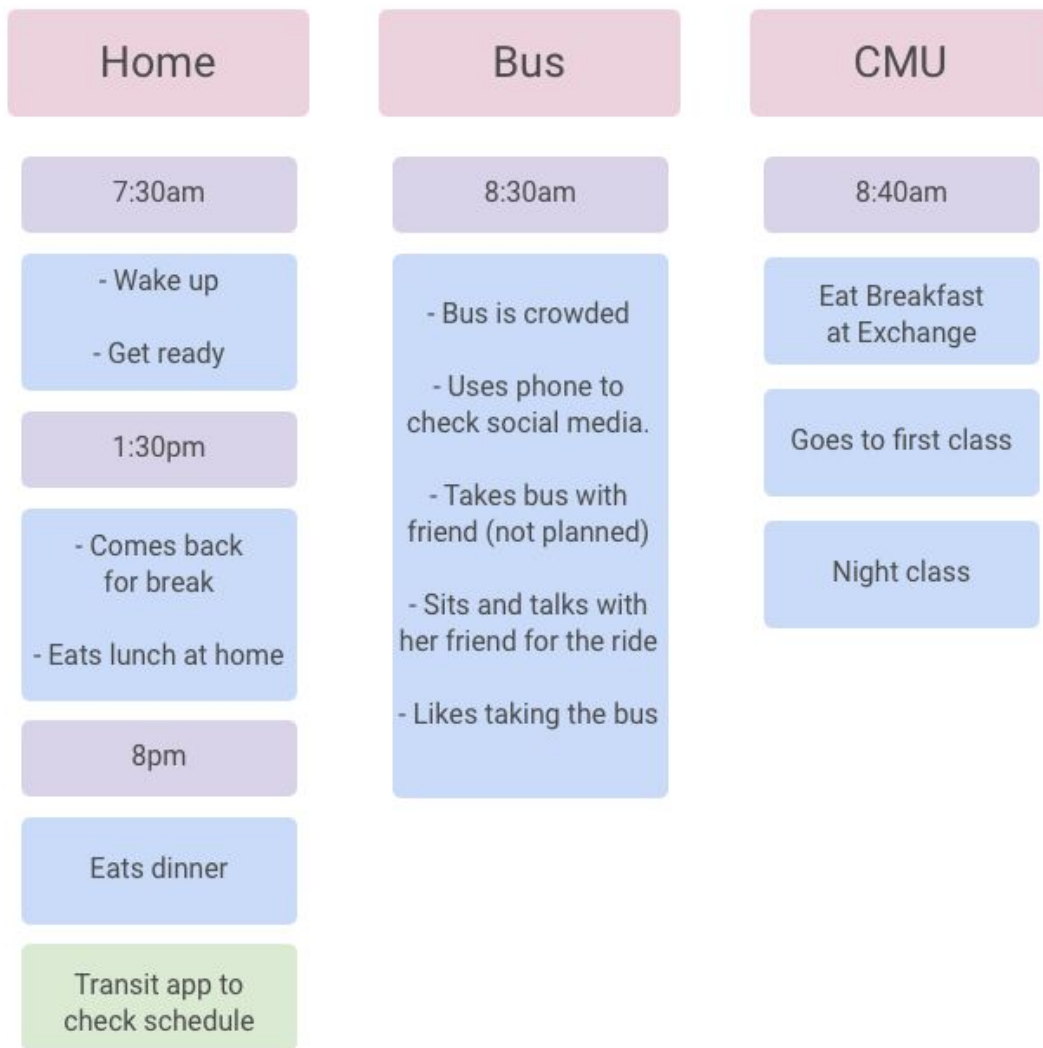 Home
7:30am
- Wake up
- Get ready
1:30pm
- Comes back
for break
- Eats lunch at home
8pm
Eats dinner
Transit app to
check schedule
Bus
8:30am
- Bus is crowded
- Uses phone to
check social media.
- Takes bus with
friend (not planned)
- Sits and talks with
her friend for the ride
- Likes taking the bus
CMU
8:40am
Eat Breakfast
at Exchange
Goes to first class
Night class